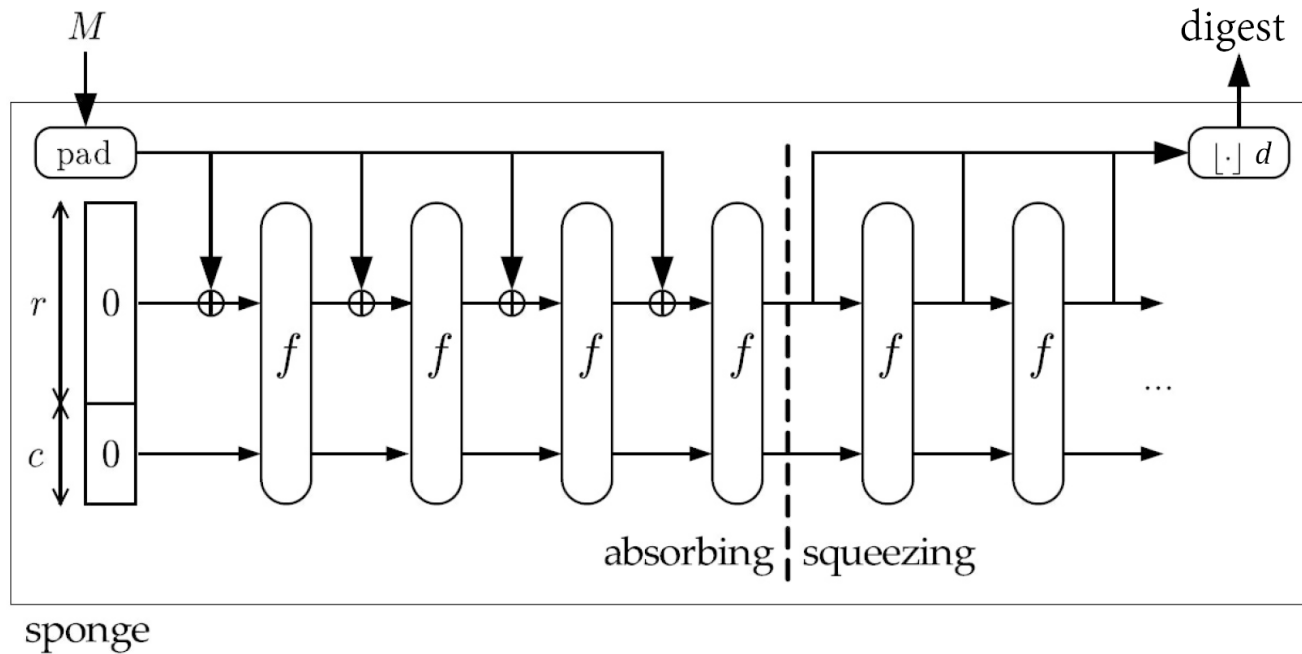 M
digest
pad
⌊·⌋ d
r
0
f
f
f
f
f
f
...
c
0
absorbing
squeezing
sponge